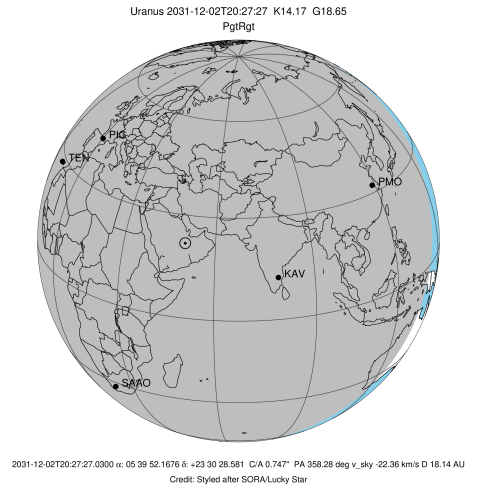 Uranus 2031-12-02T20:27:27 K14.17 G18.65
PgtRgt
PIC
TEN
PMO
KAV
SAAO
2031-12-02T20:27:27.0300 α: 05 39 52.1676 δ: +23 30 28.581 C/A 0.747" PA 358.28 deg v_sky -22.36 km/s D 18.14 AU
Credit: Styled after SORA/Lucky Star